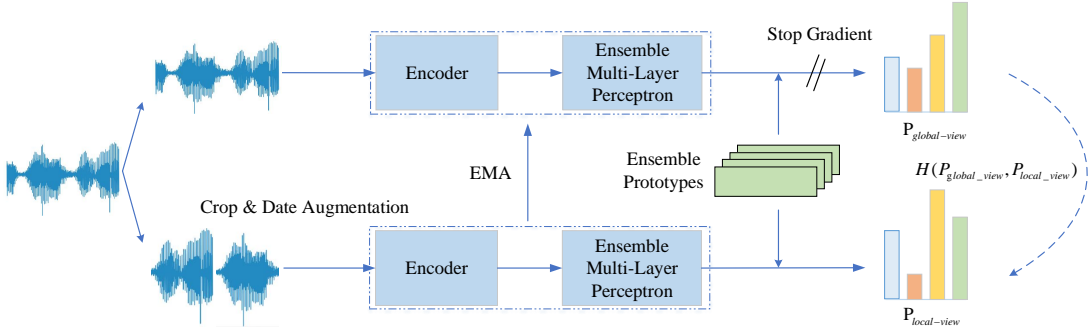 Stop Gradient
Encoder
Ensemble
Multi-Layer
Perceptron
P_global-view
EMA
Ensemble
Prototypes
H(P_global_view, P_local_view)
Crop & Date Augmentation
Encoder
Ensemble
Multi-Layer
Perceptron
P_local-view